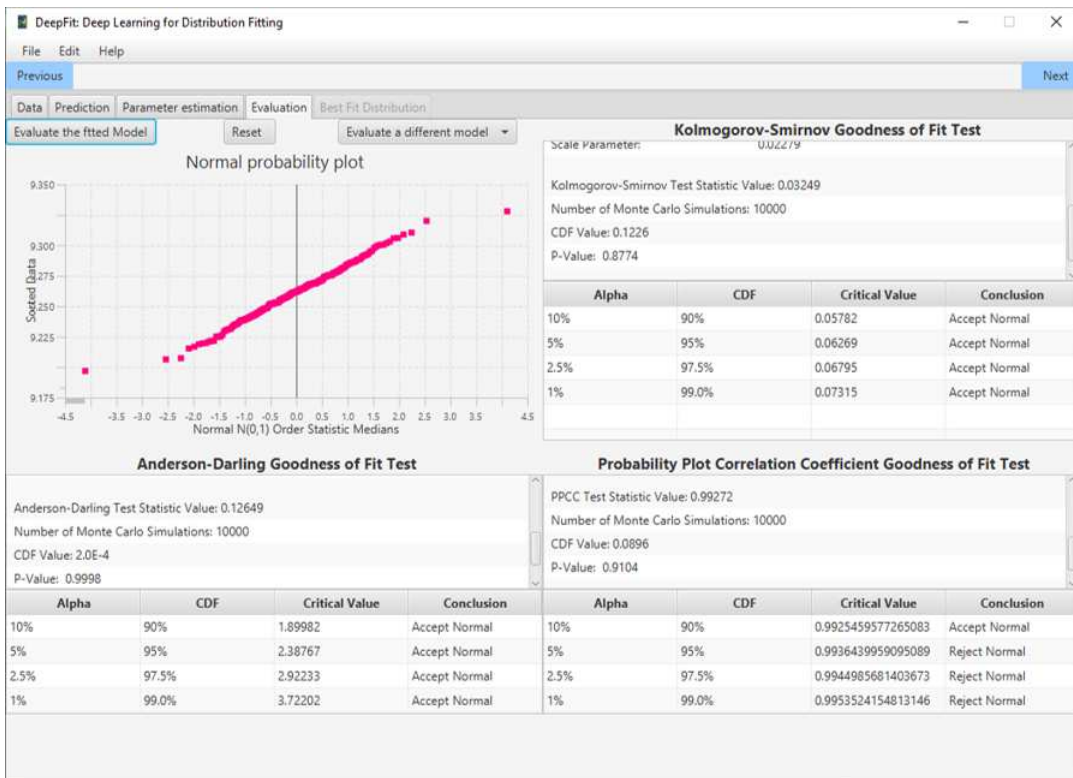 DeepFit: Deep Learning for Distribution Fitting
File Edit Help
Previous Next
Data Prediction Parameter estimation Evaluation Best Fit Distribution
Evaluate the ftted Model Reset Evaluate a different model
Normal probability plot
9.350
9.300
9.275
9.250
9.225
9.175
Sorted Data
-4.5 -3.5 -3.0 -2.5 -2.0 -1.5 -1.0 -0.5 0.0 0.5 1.0 1.5 2.0 2.5 3.0 3.5 4.5
Normal N(0,1) Order Statistic Medians
Kolmogorov-Smirnov Goodness of Fit Test
Scale Parameter: 0.02279
Kolmogorov-Smirnov Test Statistic Value: 0.03249
Number of Monte Carlo Simulations: 10000
CDF Value: 0.1226
P-Value: 0.8774
Alpha CDF Critical Value Conclusion
10% 90% 0.05782 Accept Normal
5% 95% 0.06269 Accept Normal
2.5% 97.5% 0.06795 Accept Normal
1% 99.0% 0.07315 Accept Normal
Anderson-Darling Goodness of Fit Test
Anderson-Darling Test Statistic Value: 0.12649
Number of Monte Carlo Simulations: 10000
CDF Value: 2.0E-4
P-Value: 0.9998
Alpha CDF Critical Value Conclusion
10% 90% 1.89982 Accept Normal
5% 95% 2.38767 Accept Normal
2.5% 97.5% 2.92233 Accept Normal
1% 99.0% 3.72202 Accept Normal
Probability Plot Correlation Coefficient Goodness of Fit Test
PPCC Test Statistic Value: 0.99272
Number of Monte Carlo Simulations: 10000
CDF Value: 0.0896
P-Value: 0.9104
Alpha CDF Critical Value Conclusion
10% 90% 0.9925459577265083 Accept Normal
5% 95% 0.9936439959095089 Reject Normal
2.5% 97.5% 0.9944985681403673 Reject Normal
1% 99.0% 0.9953524154813146 Reject Normal